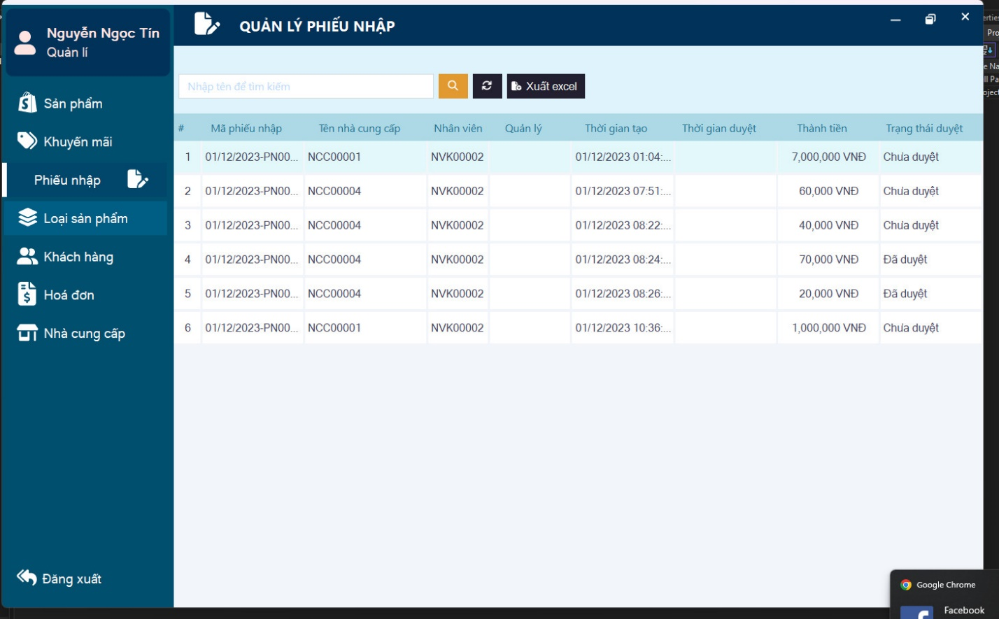 Nguyễn Ngọc Tín
Quản lí
Sản phẩm
Khuyến mãi
Phiếu nhập
Loại sản phẩm
Khách hàng
Hoá đơn
Nhà cung cấp
Đăng xuất
QUẢN LÝ PHIẾU NHẬP
Nhập tên để tìm kiếm
Xuất excel
# Mã phiếu nhập Tên nhà cung cấp Nhân viên Quản lý Thời gian tạo Thời gian duyệt Thành tiền Trạng thái duyệt
1 01/12/2023-PN00... NCC00001 NVK00002 01/12/2023 01:04:... 7,000,000 VNĐ Chưa duyệt
2 01/12/2023-PN00... NCC00004 NVK00002 01/12/2023 07:51:... 60,000 VNĐ Chưa duyệt
3 01/12/2023-PN00... NCC00004 NVK00002 01/12/2023 08:22:... 40,000 VNĐ Chưa duyệt
4 01/12/2023-PN00... NCC00004 NVK00002 01/12/2023 08:24:... 70,000 VNĐ Đã duyệt
5 01/12/2023-PN00... NCC00004 NVK00002 01/12/2023 08:26:... 20,000 VNĐ Đã duyệt
6 01/12/2023-PN00... NCC00001 NVK00002 01/12/2023 10:36:... 1,000,000 VNĐ Chưa duyệt
Google Chrome
Facebook